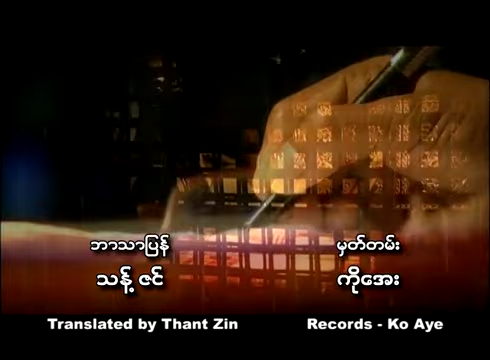 ဘာသာပြန် မှတ်တမ်း
သန့် ဇင် ကိုအေး
Translated by Thant Zin Records - Ko Aye